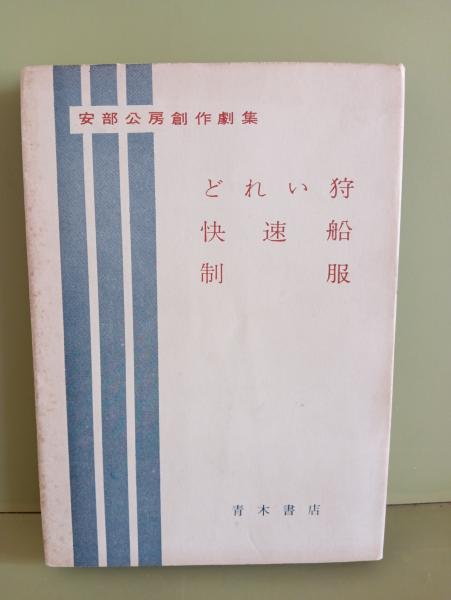 安部公房創作劇集
どれい狩
快速船
制服
青木書店